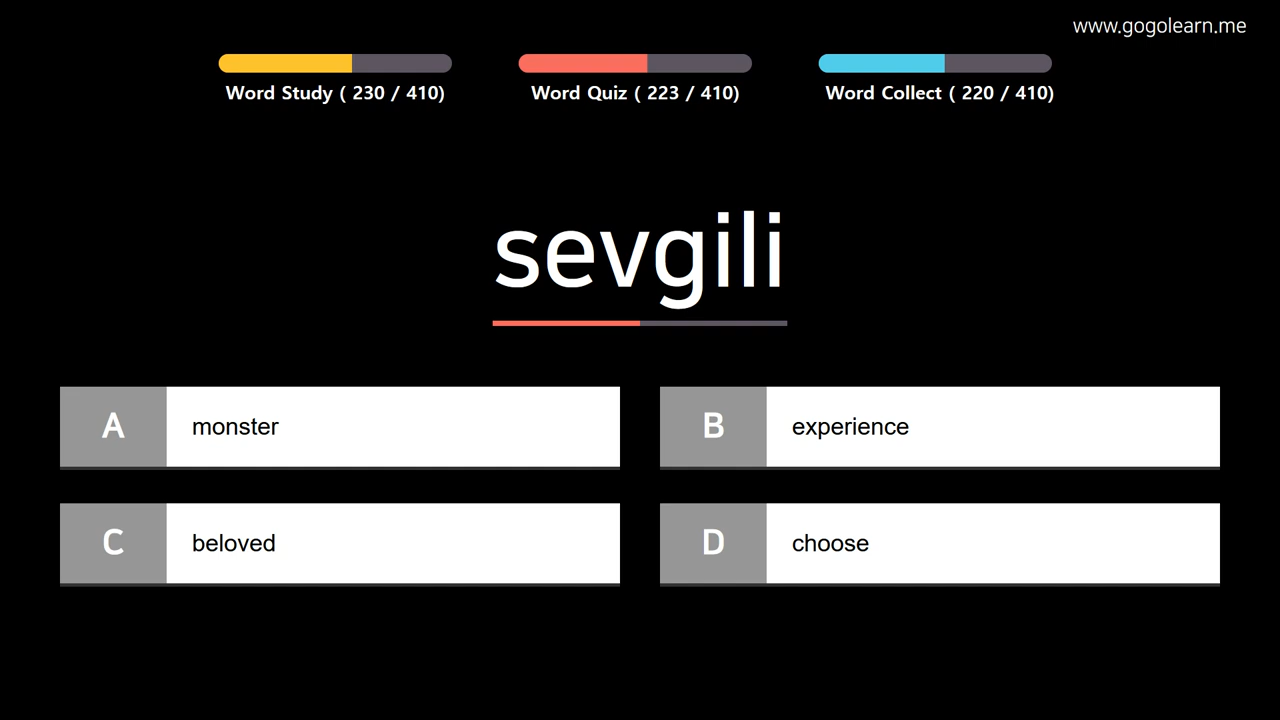 www.gogolearn.me
Word Study ( 230 / 410)
Word Quiz ( 223 / 410)
Word Collect ( 220 / 410)
sevgili
A monster
B experience
C beloved
D choose